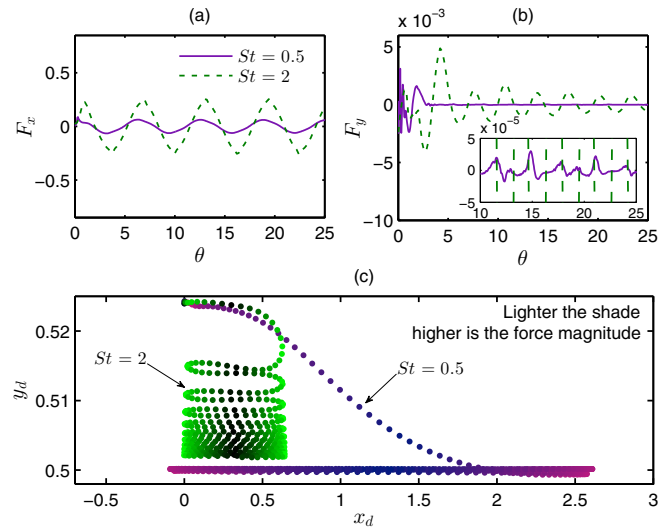 (a)
0.5
0
−0.5
F_x
St = 0.5
St = 2
0 5 10 15 20 25
θ
(b)
x 10⁻³
5
0
−5
−10
F_y
x 10⁻⁵
5
0
−5
10 15 20 25
0 5 10 15 20 25
θ
(c)
0.52
0.51
0.5
y_d
Lighter the shade
higher is the force magnitude
St = 2
St = 0.5
−0.5 0 0.5 1 1.5 2 2.5 3
x_d